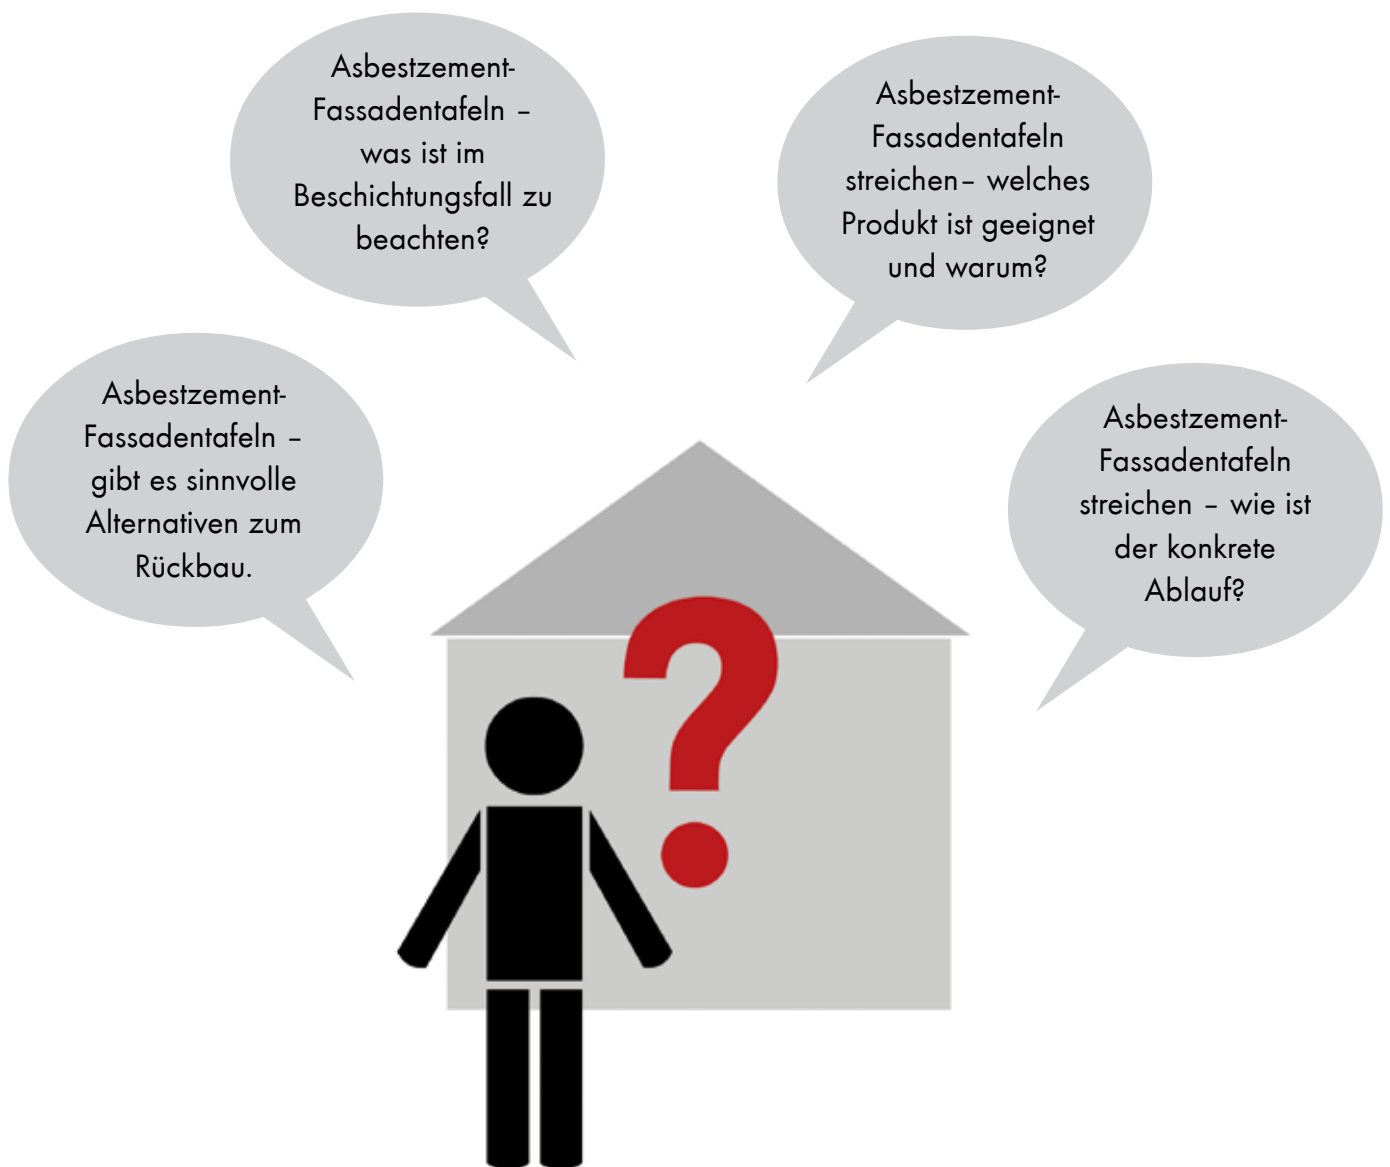 Asbestzement-
Fassadentafeln –
was ist im
Beschichtungsfall zu
beachten?
Asbestzement-
Fassadentafeln
streichen– welches
Produkt ist geeignet
und warum?
Asbestzement-
Fassadentafeln –
gibt es sinnvolle
Alternativen zum
Rückbau.
Asbestzement-
Fassadentafeln
streichen – wie ist
der konkrete
Ablauf?
?